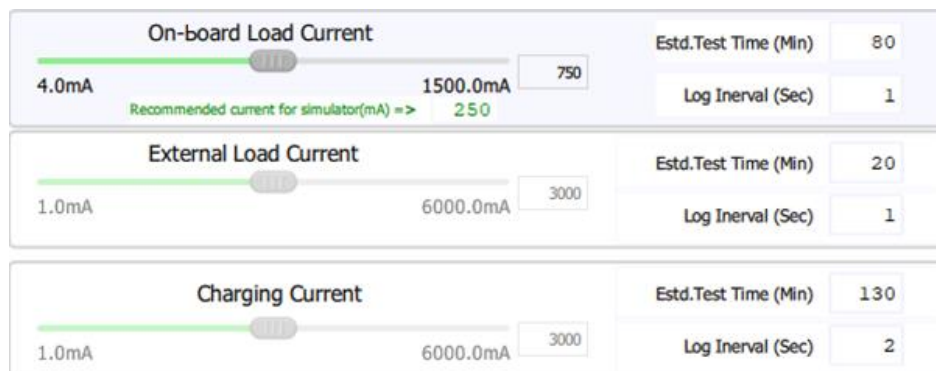 On-board Load Current
4.0mA 1500.0mA 750
Recommended current for simulator(mA) => 250
Estd.Test Time (Min) 80
Log Inerval (Sec) 1
External Load Current
1.0mA 6000.0mA 3000
Estd.Test Time (Min) 20
Log Inerval (Sec) 1
Charging Current
1.0mA 6000.0mA 3000
Estd.Test Time (Min) 130
Log Inerval (Sec) 2